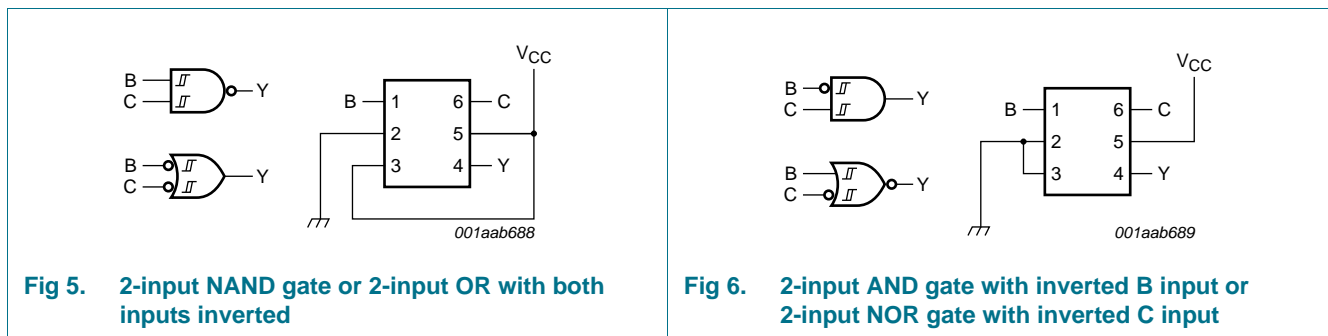 B
C
Y
B
C
Y
VCC
B 1 6 C
2 5
3 4 Y
001aab688
Fig 5. 2-input NAND gate or 2-input OR with both
inputs inverted
B
C
Y
B
C
Y
VCC
B 1 6 C
2 5
3 4 Y
001aab689
Fig 6. 2-input AND gate with inverted B input or
2-input NOR gate with inverted C input